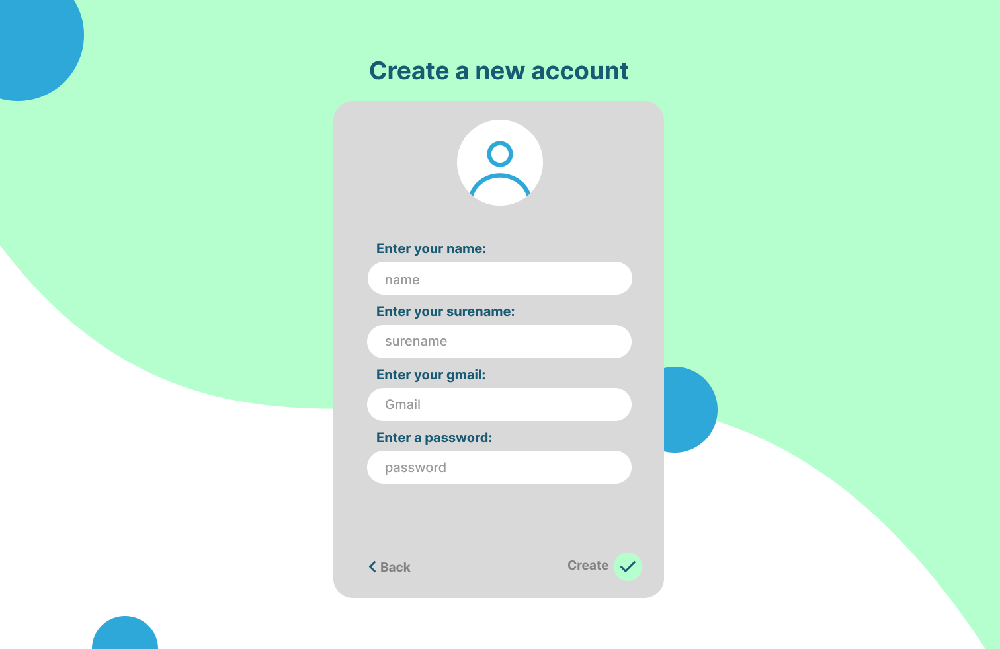 Create a new account
Enter your name:
name
Enter your surename:
surename
Enter your gmail:
Gmail
Enter a password:
password
Back
Create